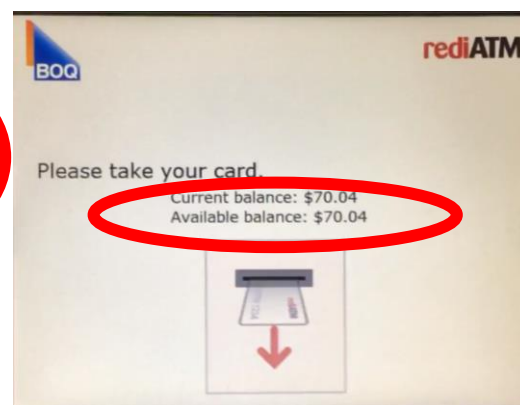 BOQ
rediATM
Please take your card.
Current balance: $70.04
Available balance: $70.04